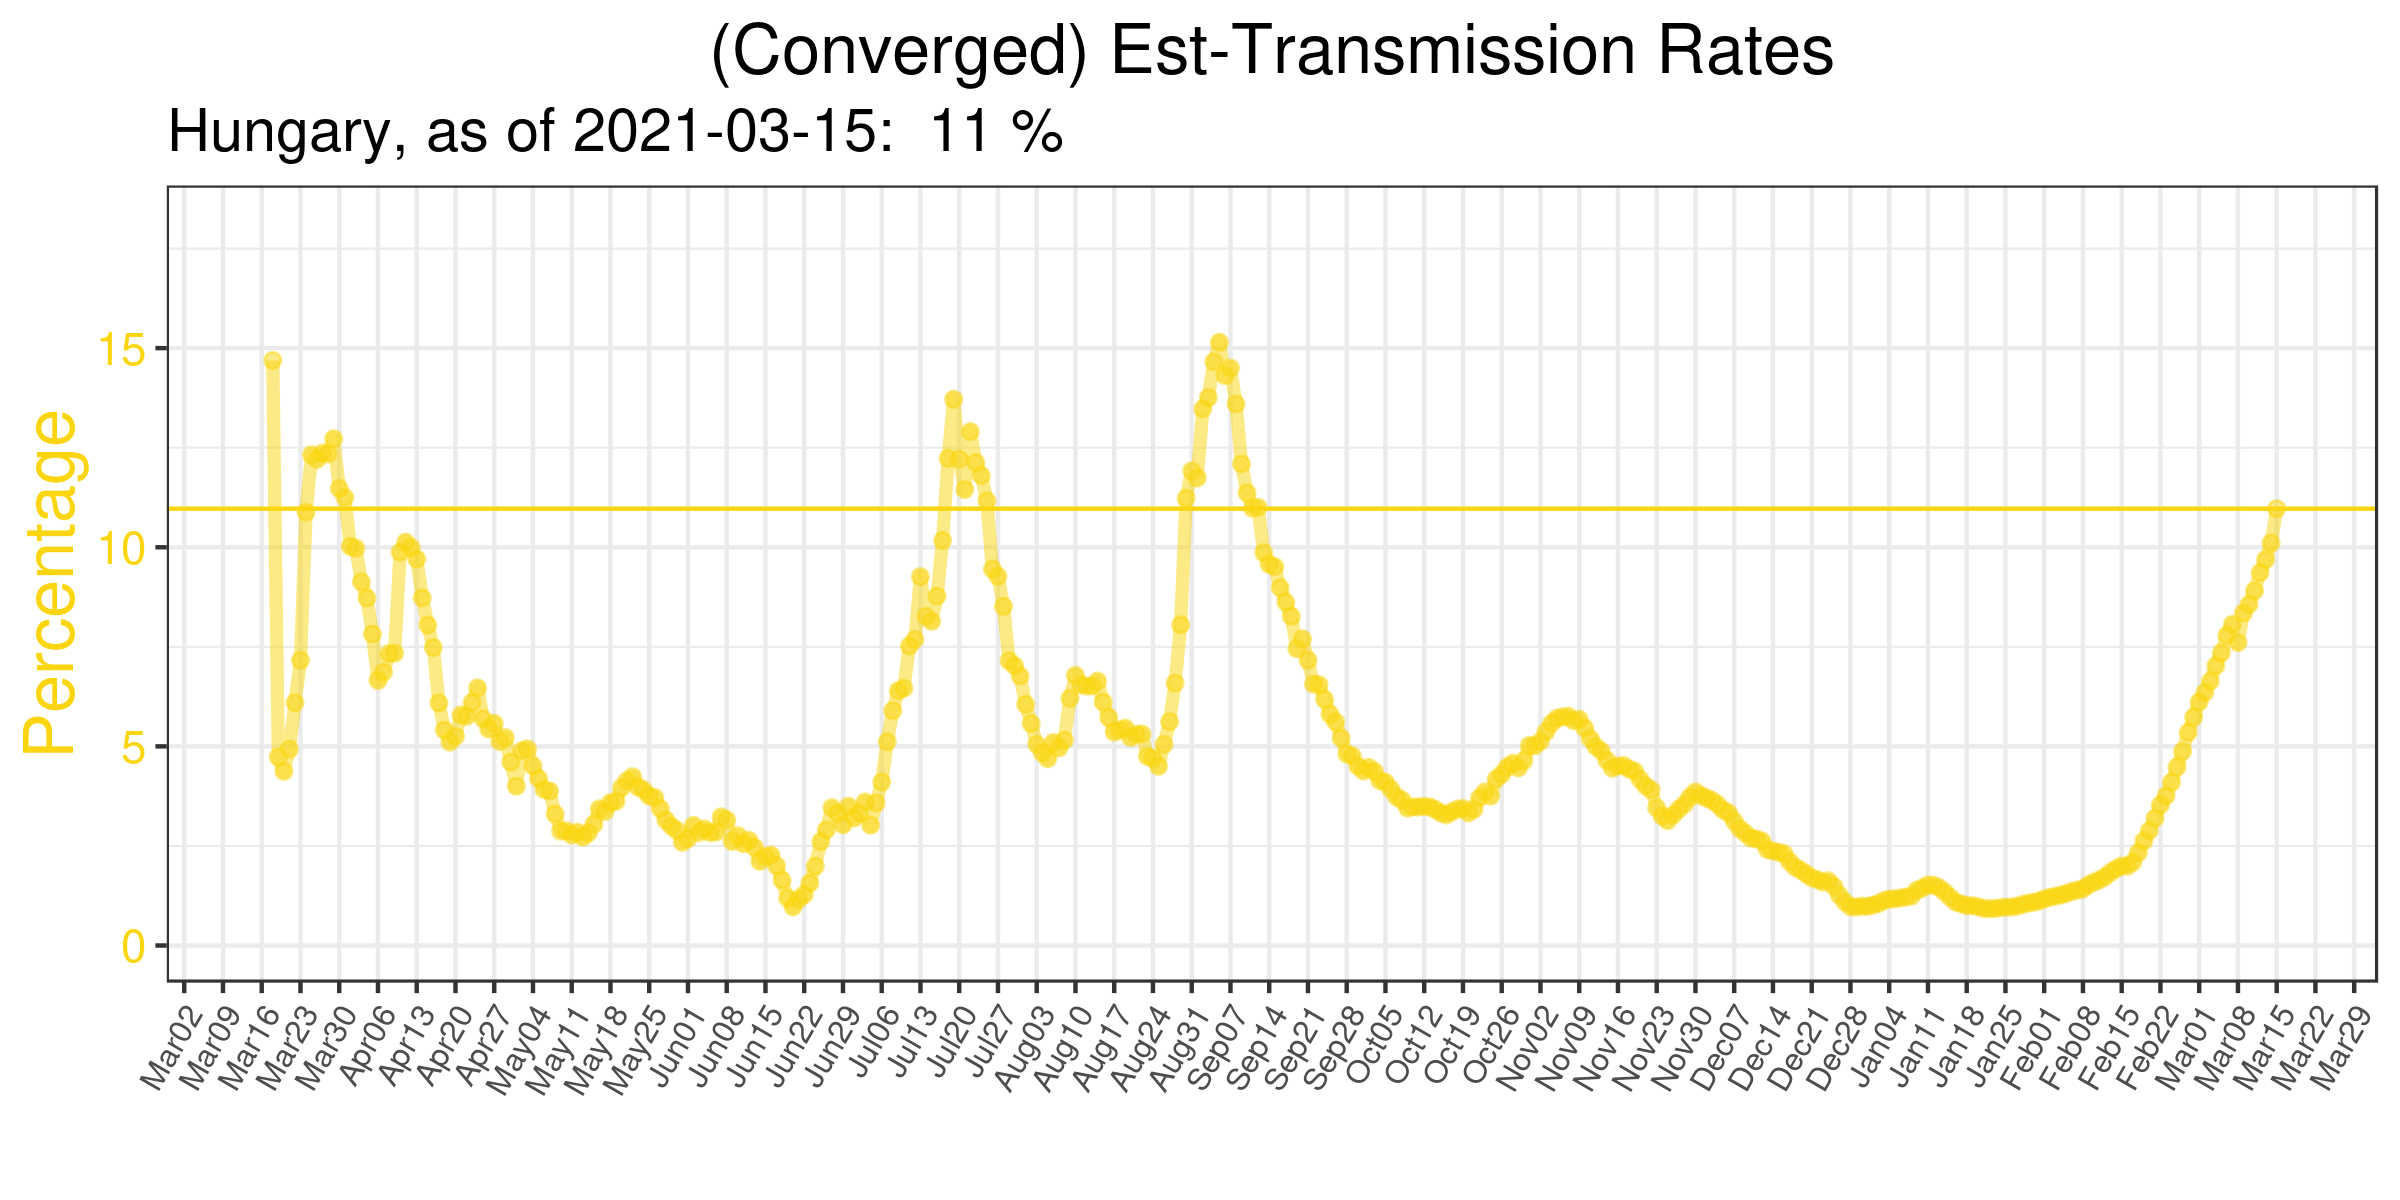 (Converged) Est-Transmission Rates
Hungary, as of 2021-03-15:  11 %
Percentage
15
10
5
0
Mar02
Mar09
Mar16
Mar23
Mar30
Apr06
Apr13
Apr20
Apr27
May04
May11
May18
May25
Jun01
Jun08
Jun15
Jun22
Jun29
Jul06
Jul13
Jul20
Jul27
Aug03
Aug10
Aug17
Aug24
Aug31
Sep07
Sep14
Sep21
Sep28
Oct05
Oct12
Oct19
Oct26
Nov02
Nov09
Nov16
Nov23
Nov30
Dec07
Dec14
Dec21
Dec28
Jan04
Jan11
Jan18
Jan25
Feb01
Feb08
Feb15
Feb22
Mar01
Mar08
Mar15
Mar22
Mar29